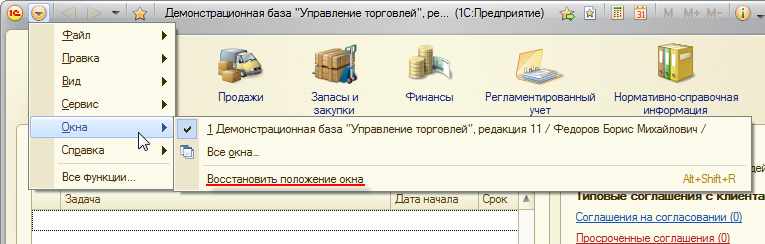 Демонстрационная база "Управление торговлей", ре... (1С:Предприятие)
M M+ M-
Файл
Правка
Вид
Сервис
Окна
Справка
Все функции...
Продажи
Запасы и
закупки
Финансы
Регламентированный
учет
Нормативно-справочная
информация
1 Демонстрационная база "Управление торговлей", редакция 11 / Федоров Борис Михайлович /
Все окна...
Восстановить положение окна Alt+Shift+R
Задача Дата начала Срок
Типовые соглашения с клиента
Соглашения на согласовании (0)
Просроченные соглашения (0)